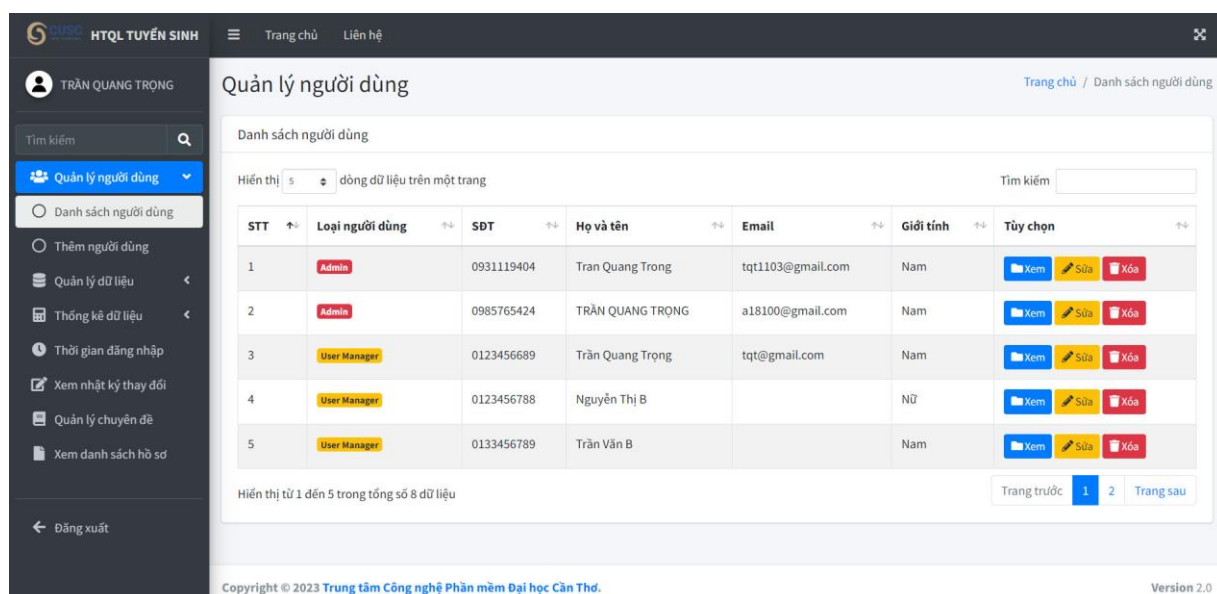 CUSC HTQL TUYỂN SINH
Trang chủ Liên hệ
TRẦN QUANG TRỌNG
Tìm kiếm
Quản lý người dùng
Danh sách người dùng
Thêm người dùng
Quản lý dữ liệu
Thống kê dữ liệu
Thời gian đăng nhập
Xem nhật ký thay đổi
Quản lý chuyên đề
Xem danh sách hồ sơ
Đăng xuất
Quản lý người dùng
Trang chủ / Danh sách người dùng
Danh sách người dùng
Hiển thị 5 dòng dữ liệu trên một trang
Tìm kiếm
STT Loại người dùng SĐT Họ và tên Email Giới tính Tùy chọn
1 Admin 0931119404 Tran Quang Trong tqt1103@gmail.com Nam Xem Sửa Xóa
2 Admin 0985765424 TRẦN QUANG TRỌNG a18100@gmail.com Nam Xem Sửa Xóa
3 User Manager 0123456689 Trần Quang Trọng tqt@gmail.com Nam Xem Sửa Xóa
4 User Manager 0123456788 Nguyễn Thị B Nữ Xem Sửa Xóa
5 User Manager 0133456789 Trần Văn B Nam Xem Sửa Xóa
Hiển thị từ 1 đến 5 trong tổng số 8 dữ liệu
Trang trước 1 2 Trang sau
Copyright © 2023 Trung tâm Công nghệ Phần mềm Đại học Cần Thơ.
Version 2.0